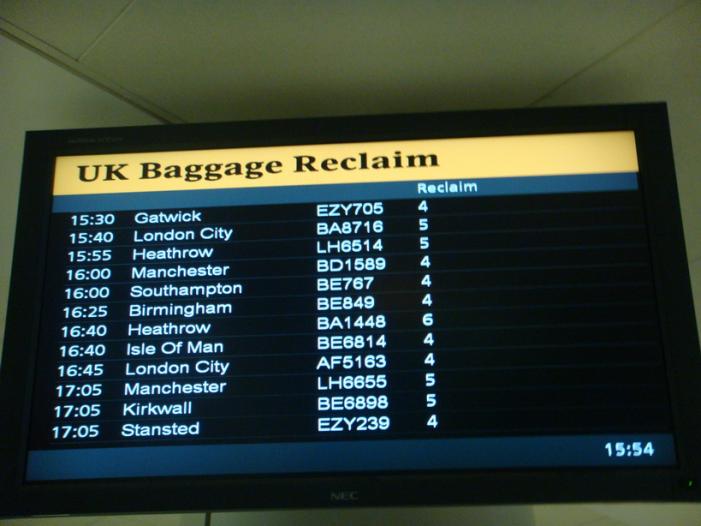 UK Baggage Reclaim
Reclaim
15:30 Gatwick EZY705 4
15:40 London City BA8716 5
15:55 Heathrow LH6514 5
16:00 Manchester BD1589 4
16:00 Southampton BE767 4
16:25 Birmingham BE849 4
16:40 Heathrow BA1448 6
16:40 Isle Of Man BE6814 4
16:45 London City AF5163 4
17:05 Manchester LH6655 5
17:05 Kirkwall BE6898 5
17:05 Stansted EZY239 4
15:54
NEC